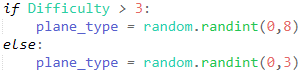 if Difficulty > 3:
    plane_type = random.randint(0,8)
else:
    plane_type = random.randint(0,3)